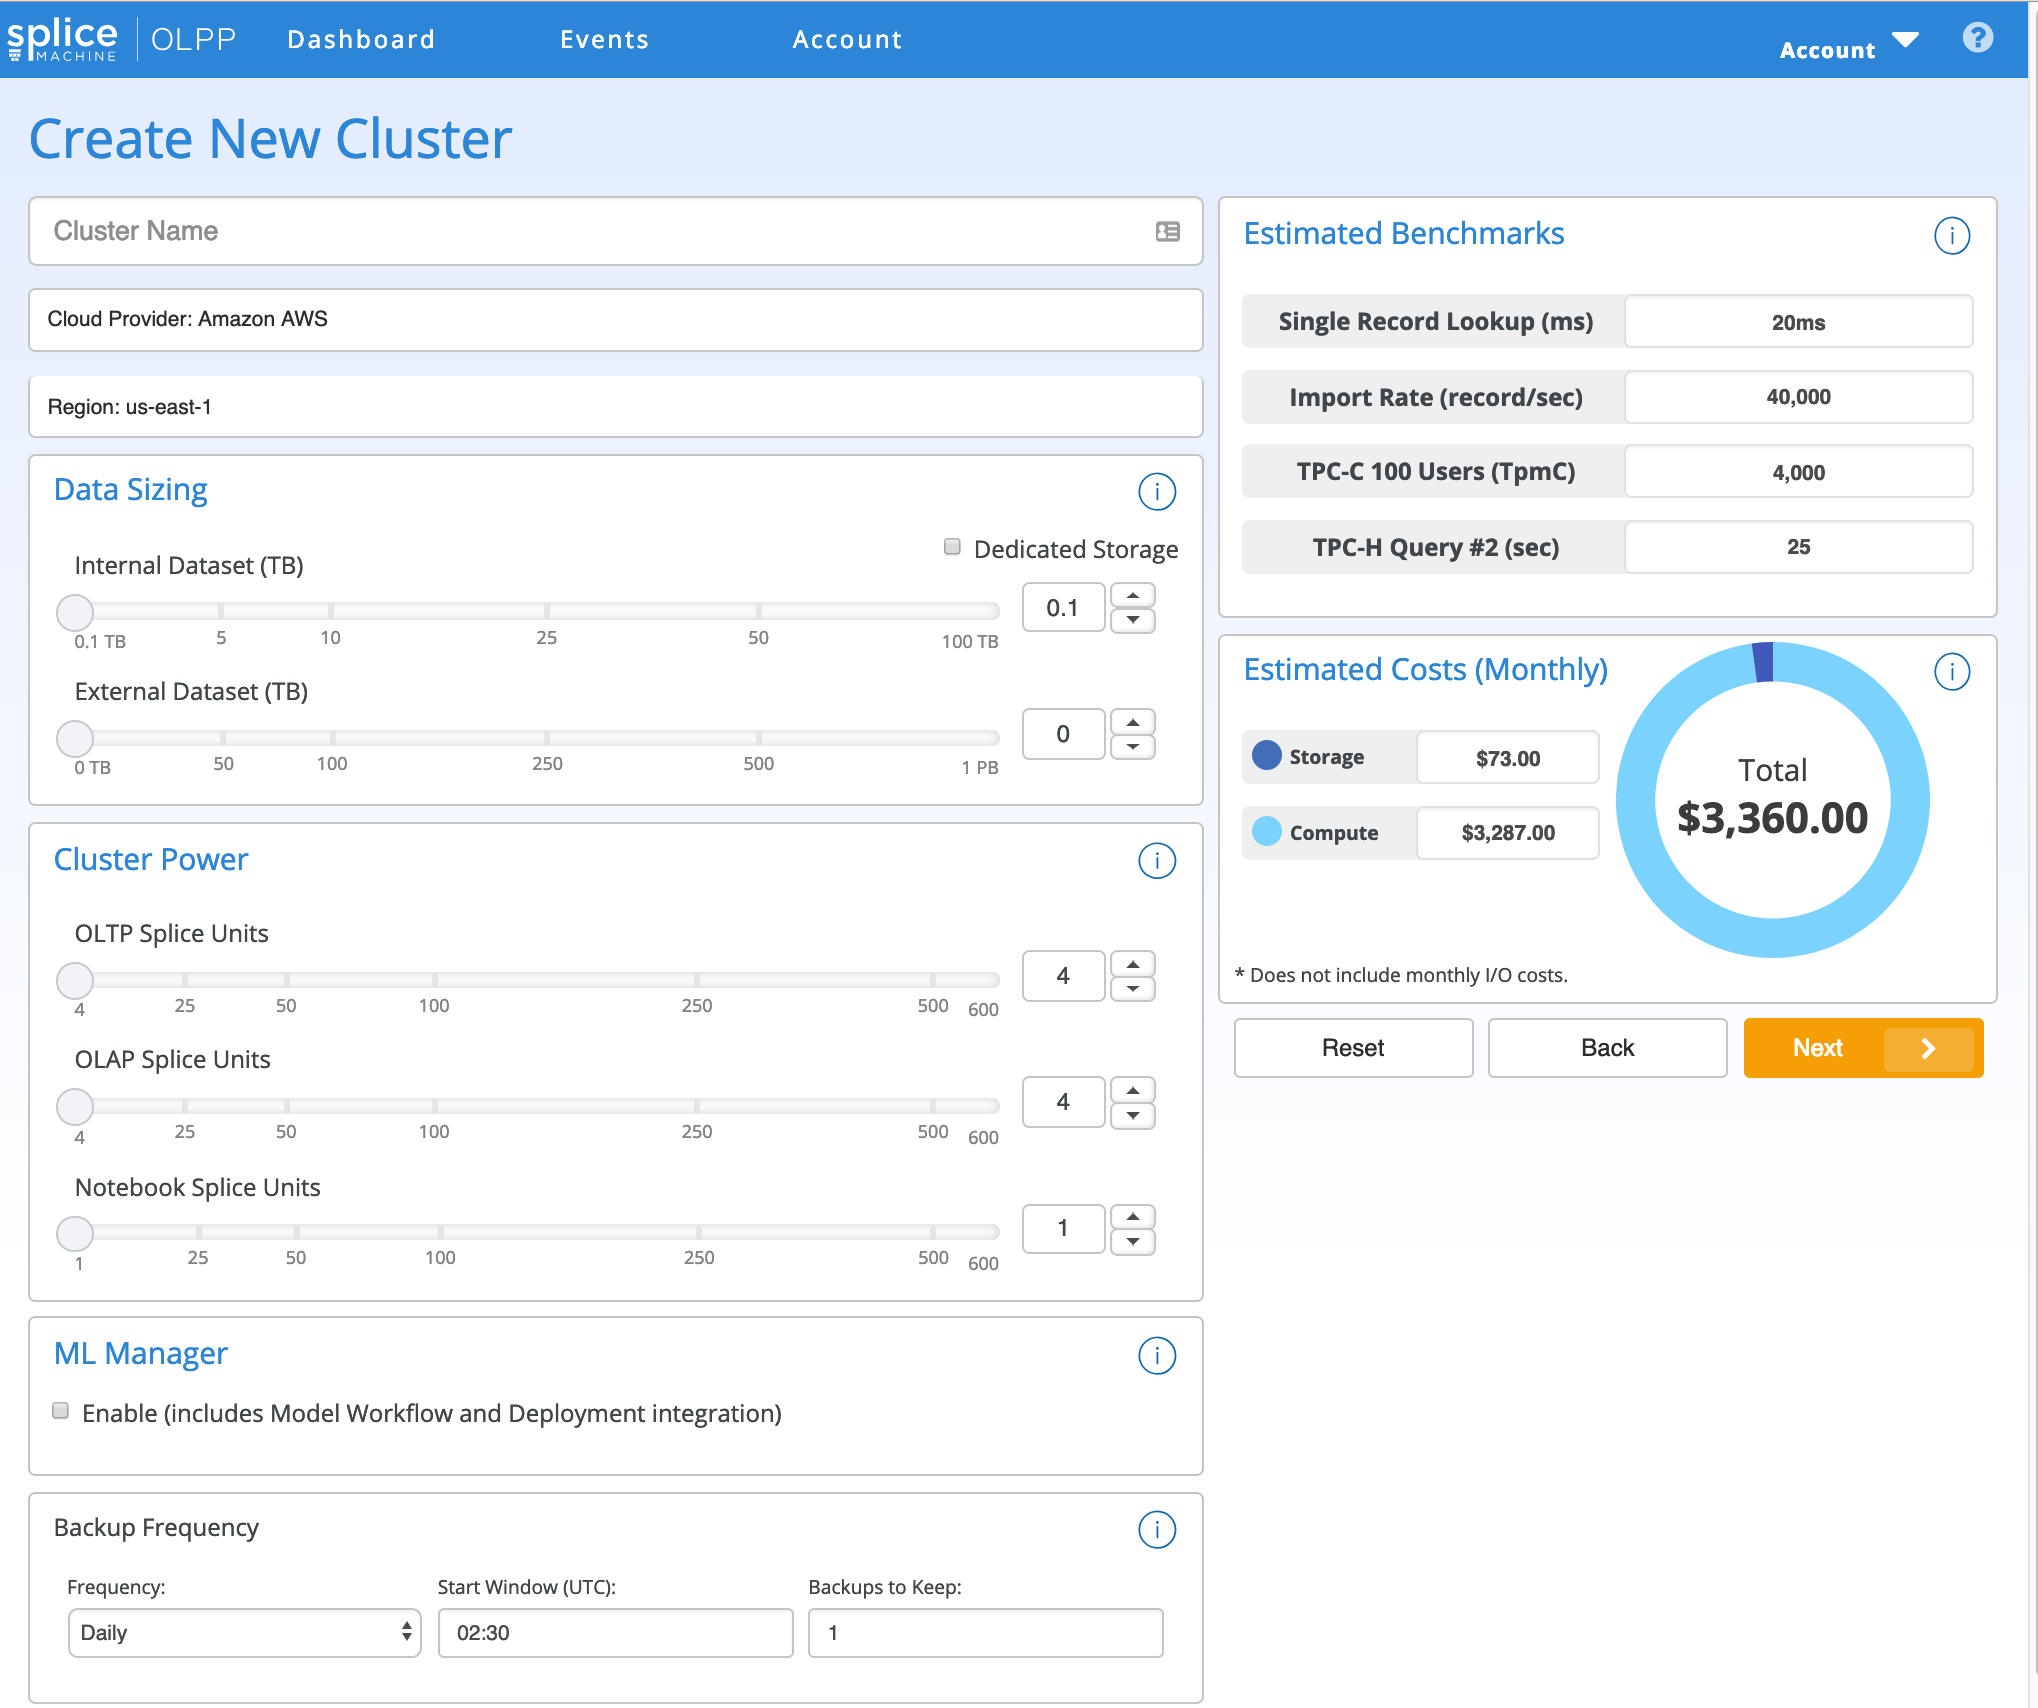 splice MACHINE OLPP Dashboard Events Account Account ?
Create New Cluster
Cluster Name
Cloud Provider: Amazon AWS
Region: us-east-1
Data Sizing i
Dedicated Storage
Internal Dataset (TB)
0.1
0.1 TB 5 10 25 50 100 TB
External Dataset (TB)
0
0 TB 50 100 250 500 1 PB
Cluster Power i
OLTP Splice Units
4
4 25 50 100 250 500 600
OLAP Splice Units
4
4 25 50 100 250 500 600
Notebook Splice Units
1
1 25 50 100 250 500 600
ML Manager i
Enable (includes Model Workflow and Deployment integration)
Backup Frequency i
Frequency: Start Window (UTC): Backups to Keep:
Daily 02:30 1
Estimated Benchmarks i
Single Record Lookup (ms) 20ms
Import Rate (record/sec) 40,000
TPC-C 100 Users (TpmC) 4,000
TPC-H Query #2 (sec) 25
Estimated Costs (Monthly) i
Storage $73.00
Compute $3,287.00
Total
$3,360.00
* Does not include monthly I/O costs.
Reset Back Next